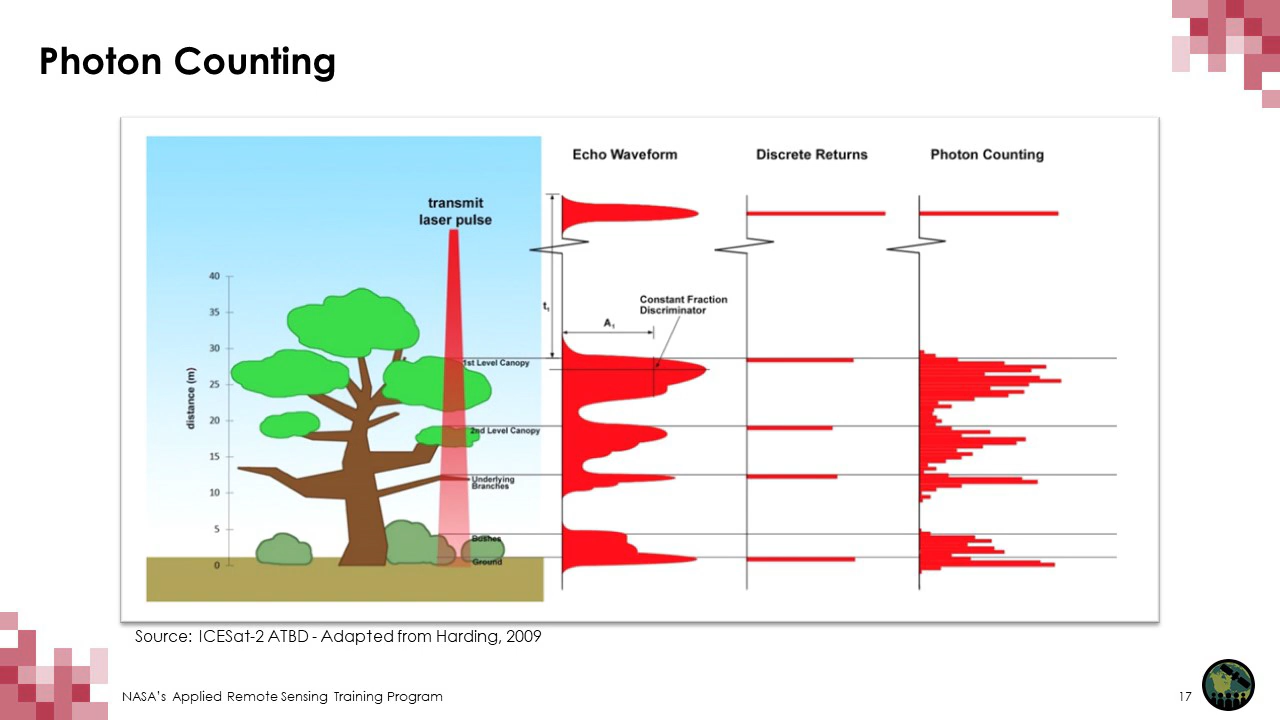 Photon Counting
Echo Waveform
Discrete Returns
Photon Counting
transmit
laser pulse
40
35
30
25
20
15
10
5
0
distance (m)
t₁
A₁
Constant Fraction
Discriminator
1st Level Canopy
2nd Level Canopy
Underlying
Branches
Bushes
Ground
Source: ICESat-2 ATBD - Adapted from Harding, 2009
NASA's Applied Remote Sensing Training Program
17